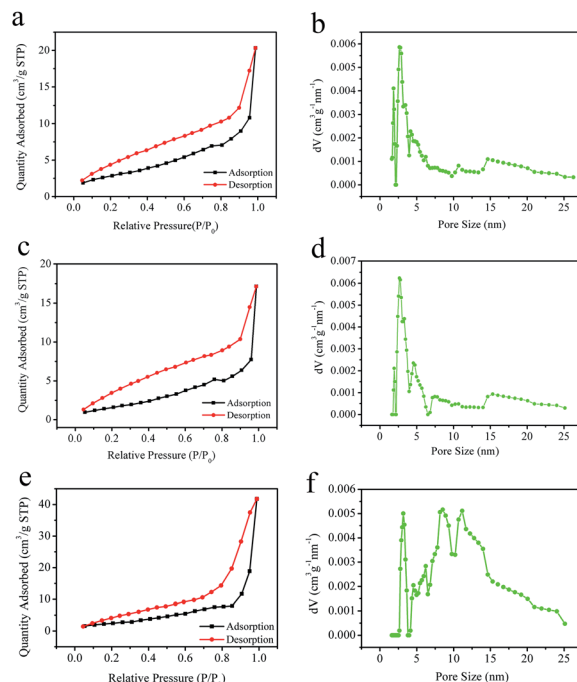 a
b
Quantity Adsorbed (cm³/g STP)
20
15
10
5
0
Adsorption
Desorption
0.0 0.2 0.4 0.6 0.8 1.0
Relative Pressure(P/P₀)
dV (cm³g⁻¹nm⁻¹)
0.006
0.005
0.004
0.003
0.002
0.001
0.000
0 5 10 15 20 25
Pore Size (nm)
c
d
Quantity Adsorbed (cm³/g STP)
20
15
10
5
0
Adsorption
Desorption
0.0 0.2 0.4 0.6 0.8 1.0
Relative Pressure (P/P₀)
dV (cm³g⁻¹nm⁻¹)
0.007
0.006
0.005
0.004
0.003
0.002
0.001
0.000
0 5 10 15 20 25
Pore Size (nm)
e
f
Quantity Adsorbed (cm³/g STP)
40
30
20
10
0
Adsorption
Desorption
0.0 0.2 0.4 0.6 0.8 1.0
Relative Pressure
dV (cm³g⁻¹nm⁻¹)
0.006
0.005
0.004
0.003
0.002
0.001
0.000
0 5 10 15 20 25
Pore Size (nm)